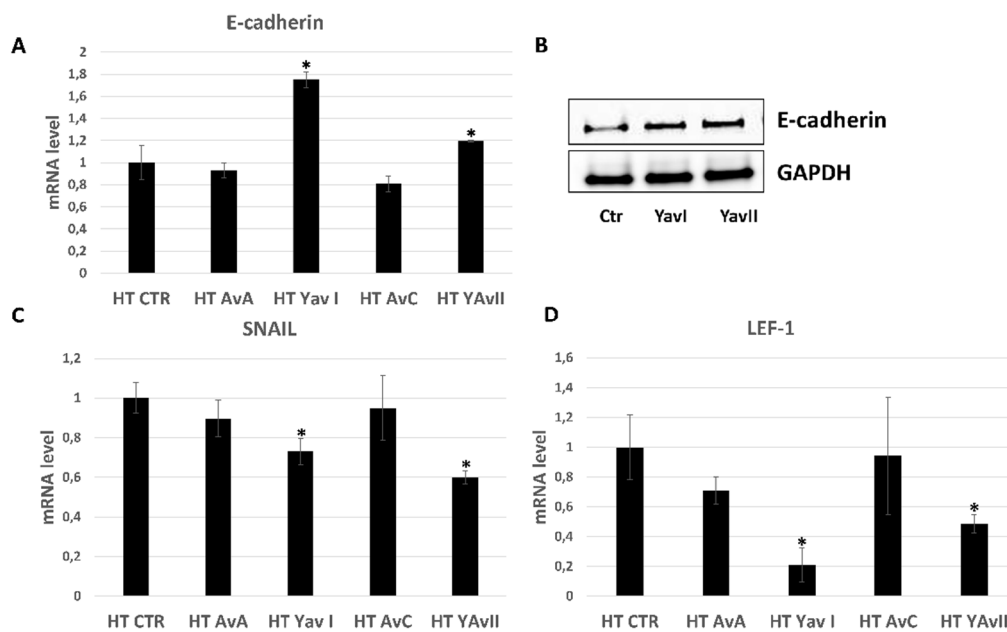 A
E-cadherin
mRNA level
2
1,8
1,6
1,4
1,2
1
0,8
0,6
0,4
0,2
0
*
*
HT CTR HT AvA HT Yav I HT AvC HT YAvII
B
E-cadherin
GAPDH
Ctr YavI YavII
C
SNAIL
mRNA level
1,2
1
0,8
0,6
0,4
0,2
0
*
*
HT CTR HT AvA HT Yav I HT AvC HT YAvII
D
LEF-1
mRNA level
1,6
1,4
1,2
1
0,8
0,6
0,4
0,2
0
*
*
HT CTR HT AvA HT Yav I HT AvC HT YAvII